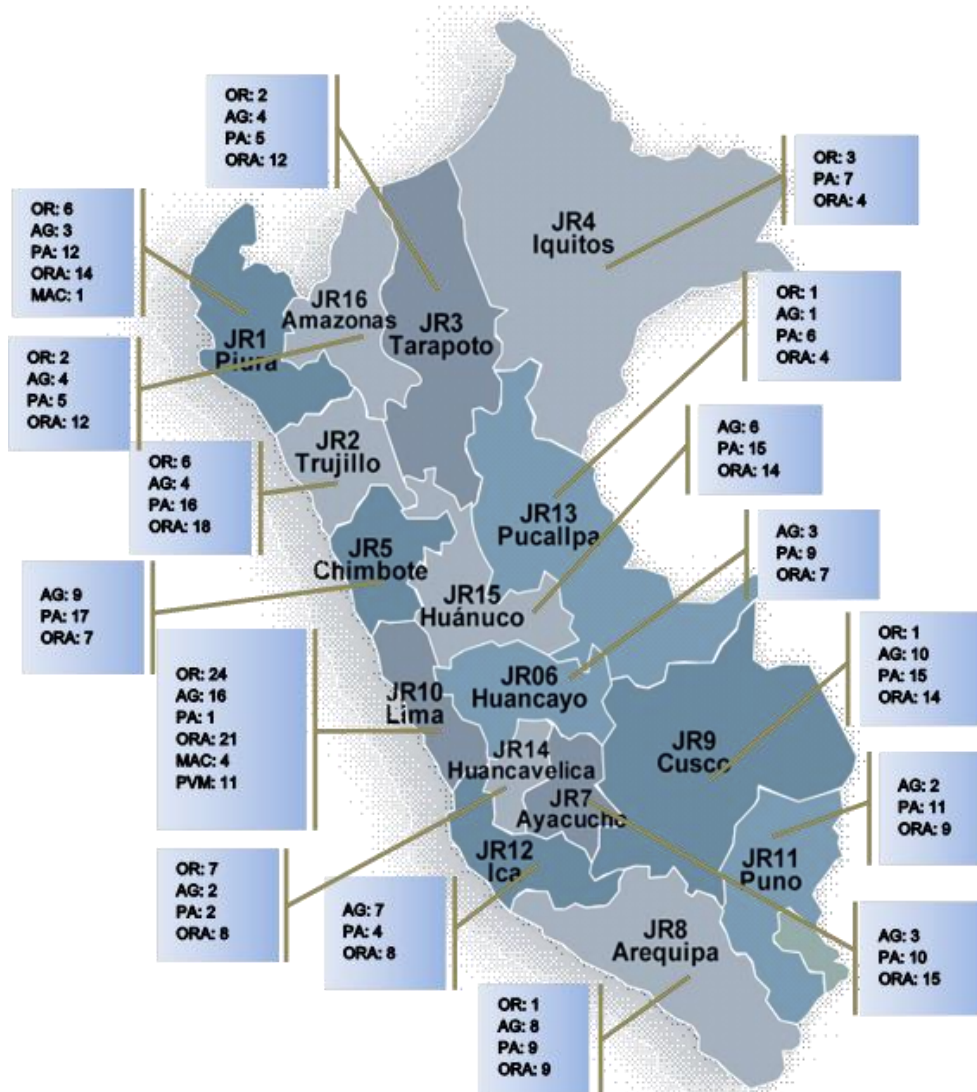 OR: 2
AG: 4
PA: 5
ORA: 12
OR: 3
PA: 7
ORA: 4
OR: 6
AG: 3
PA: 12
ORA: 14
MAC: 1
JR4
Iquitos
OR: 1
AG: 1
PA: 6
ORA: 4
JR16
Amazonas
JR3
Tarapoto
JR1
Piura
OR: 2
AG: 4
PA: 5
ORA: 12
AG: 6
PA: 15
ORA: 14
JR2
Trujillo
OR: 6
AG: 4
PA: 16
ORA: 18
JR13
Pucallpa
AG: 3
PA: 9
ORA: 7
JR5
Chimbote
AG: 9
PA: 17
ORA: 7
JR15
Huánuco
OR: 1
AG: 10
PA: 15
ORA: 14
OR: 24
AG: 16
PA: 1
ORA: 21
MAC: 4
PVM: 11
JR06
Huancayo
JR10
Lima
JR9
Cusco
JR14
Huancavelica
AG: 2
PA: 11
ORA: 9
JR7
Ayacucho
JR12
Ica
JR11
Puno
OR: 7
AG: 2
PA: 2
ORA: 8
AG: 7
PA: 4
ORA: 8
JR8
Arequipa
AG: 3
PA: 10
ORA: 15
OR: 1
AG: 8
PA: 9
ORA: 9